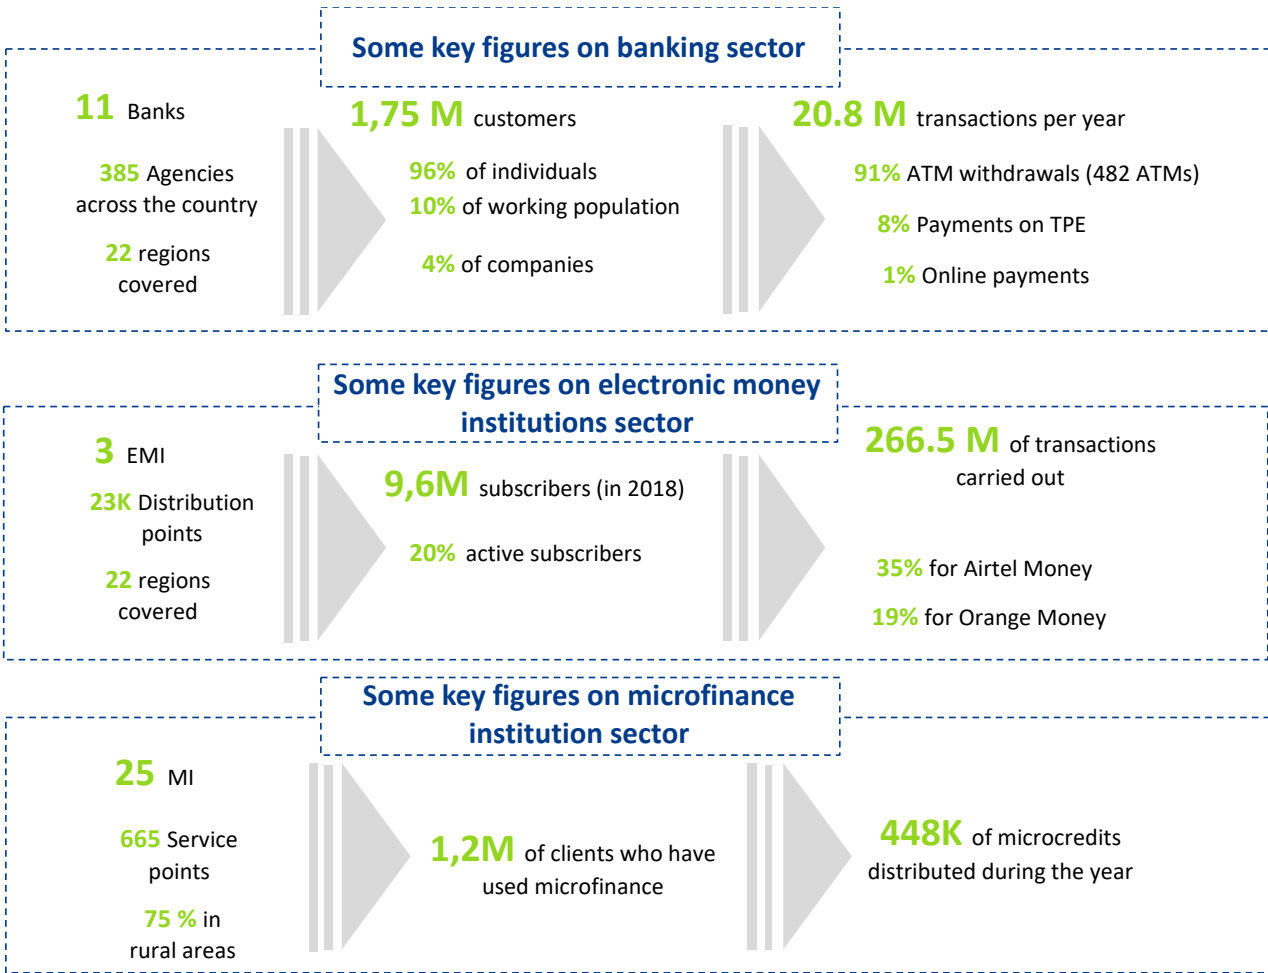 Some key figures on banking sector
11 Banks
385 Agencies
across the country
22 regions
covered
1,75 M customers
96% of individuals
10% of working population
4% of companies
20.8 M transactions per year
91% ATM withdrawals (482 ATMs)
8% Payments on TPE
1% Online payments
Some key figures on electronic money
institutions sector
3 EMI
23K Distribution
points
22 regions
covered
9,6M subscribers (in 2018)
20% active subscribers
266.5 M of transactions
carried out
35% for Airtel Money
19% for Orange Money
Some key figures on microfinance
institution sector
25 MI
665 Service
points
75 % in
rural areas
1,2M of clients who have
used microfinance
448K of microcredits
distributed during the year